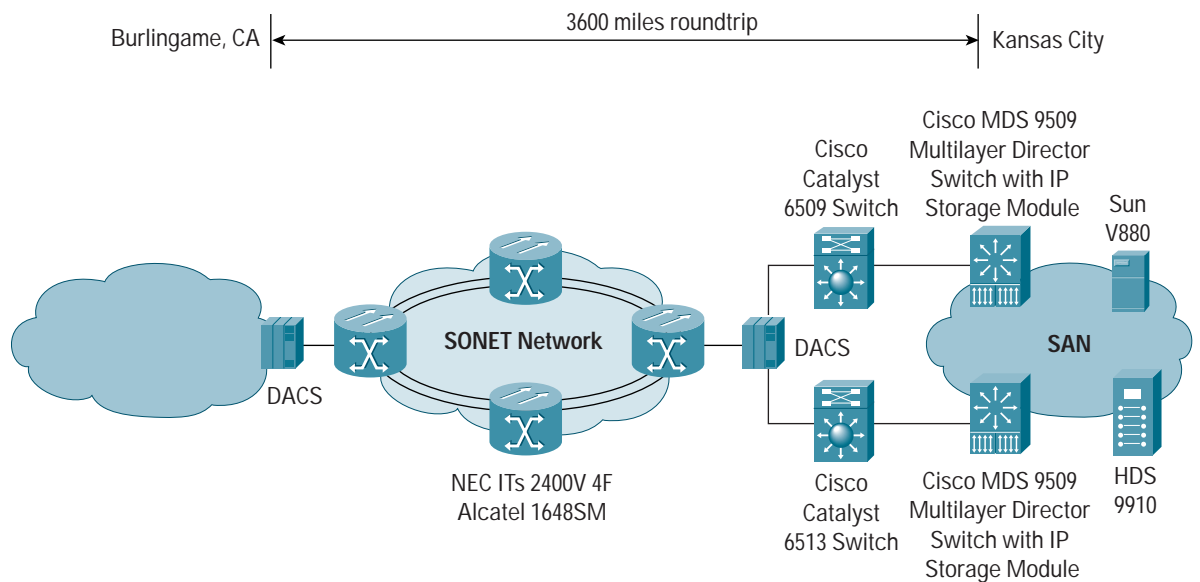 3600 miles roundtrip
Burlingame, CA
Kansas City
Cisco MDS 9509
Multilayer Director
Switch with IP
Storage Module
Cisco
Catalyst
6509 Switch
Sun
V880
SONET Network
DACS
DACS
SAN
NEC ITs 2400V 4F
Alcatel 1648SM
Cisco
Catalyst
6513 Switch
Cisco MDS 9509
Multilayer Director
Switch with IP
Storage Module
HDS
9910